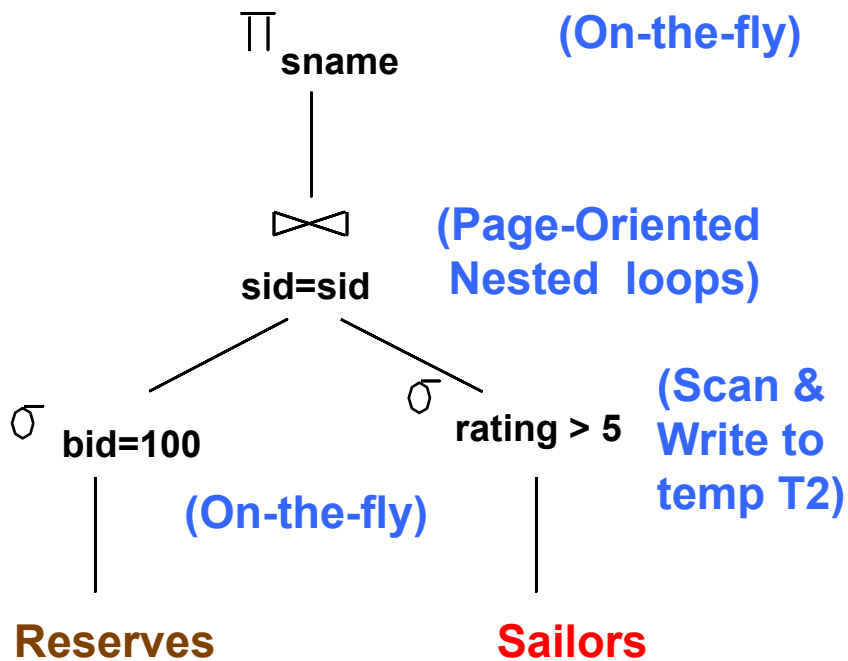 ∏ sname
(On-the-fly)
⋈
sid=sid
(Page-Oriented
Nested loops)
σ bid=100
(On-the-fly)
σ rating > 5
(Scan &
Write to
temp T2)
Reserves
Sailors